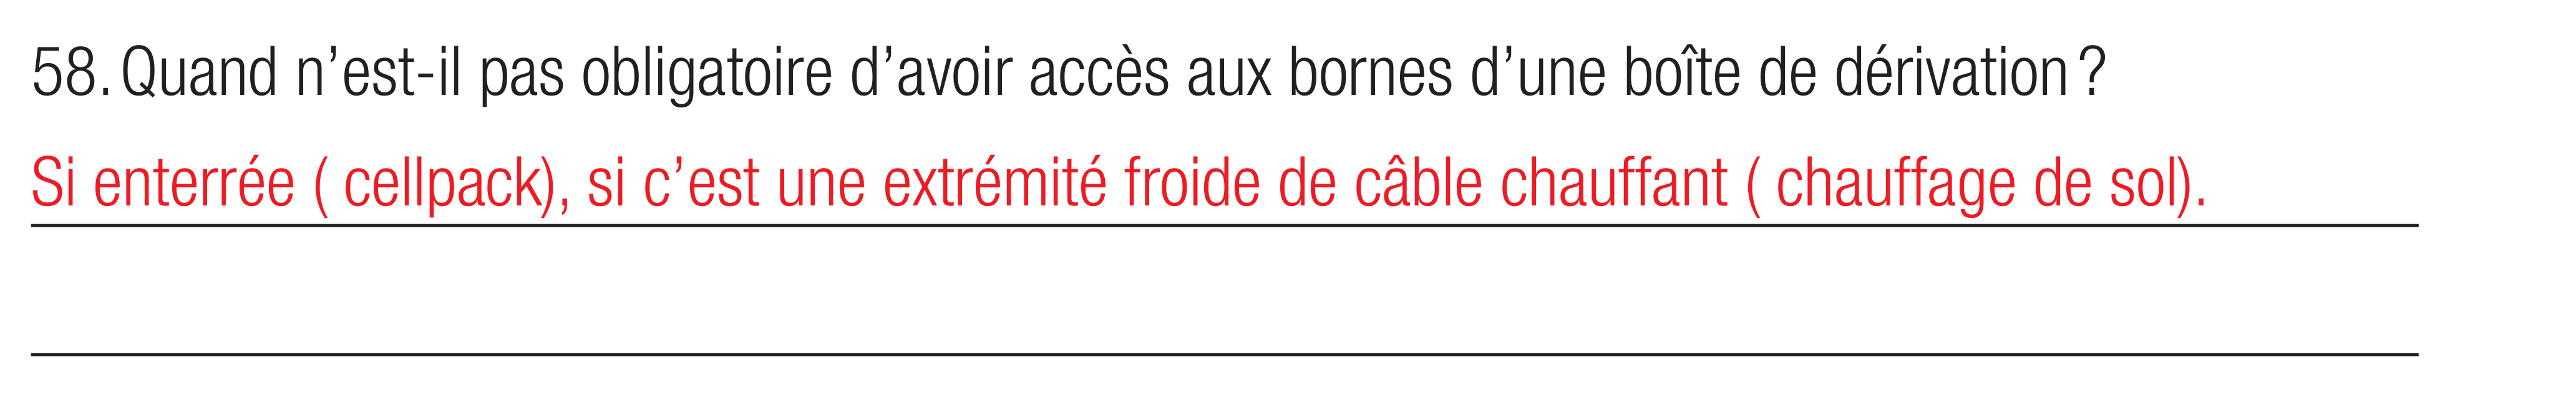 58. Quand n’est-il pas obligatoire d’avoir accès aux bornes d’une boîte de dérivation ?
Si enterrée ( cellpack), si c’est une extrémité froide de câble chauffant ( chauffage de sol).